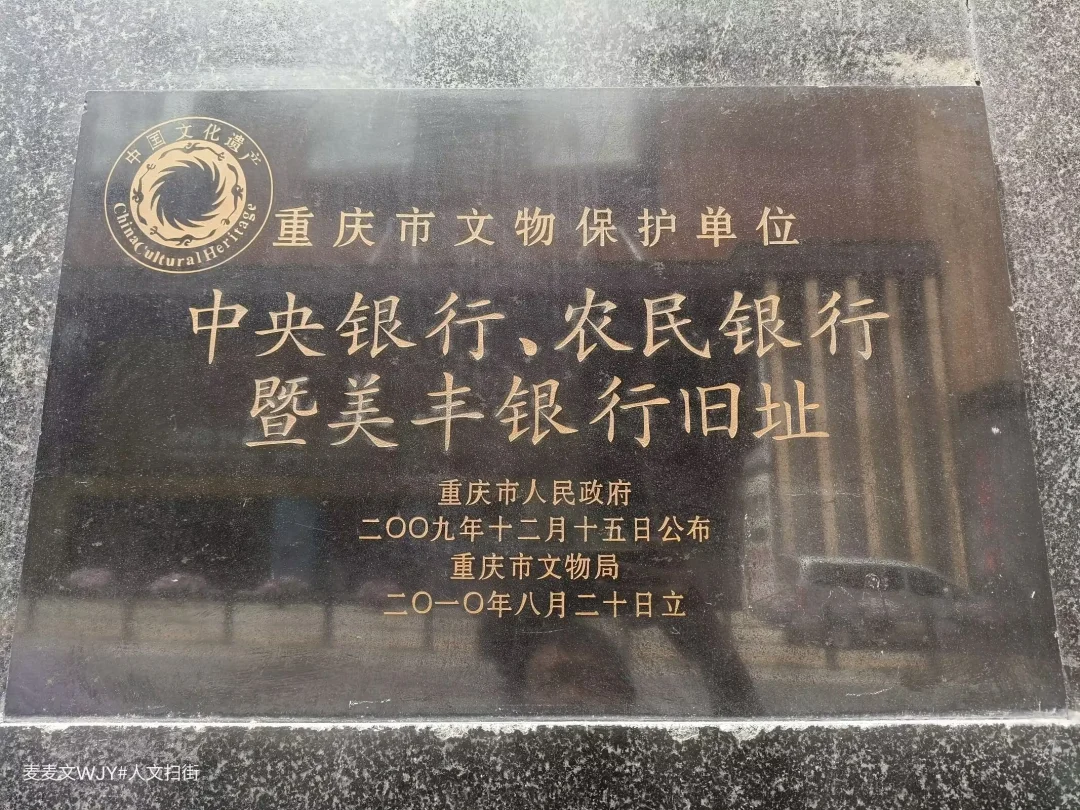 中国文化遗产
China Cultural Heritage
重庆市文物保护单位
中央银行、农民银行
暨美丰银行旧址
重庆市人民政府
二〇〇九年十二月十五日公布
重庆市文物局
二〇一〇年八月二十日立
麦麦文WJY#人文扫街